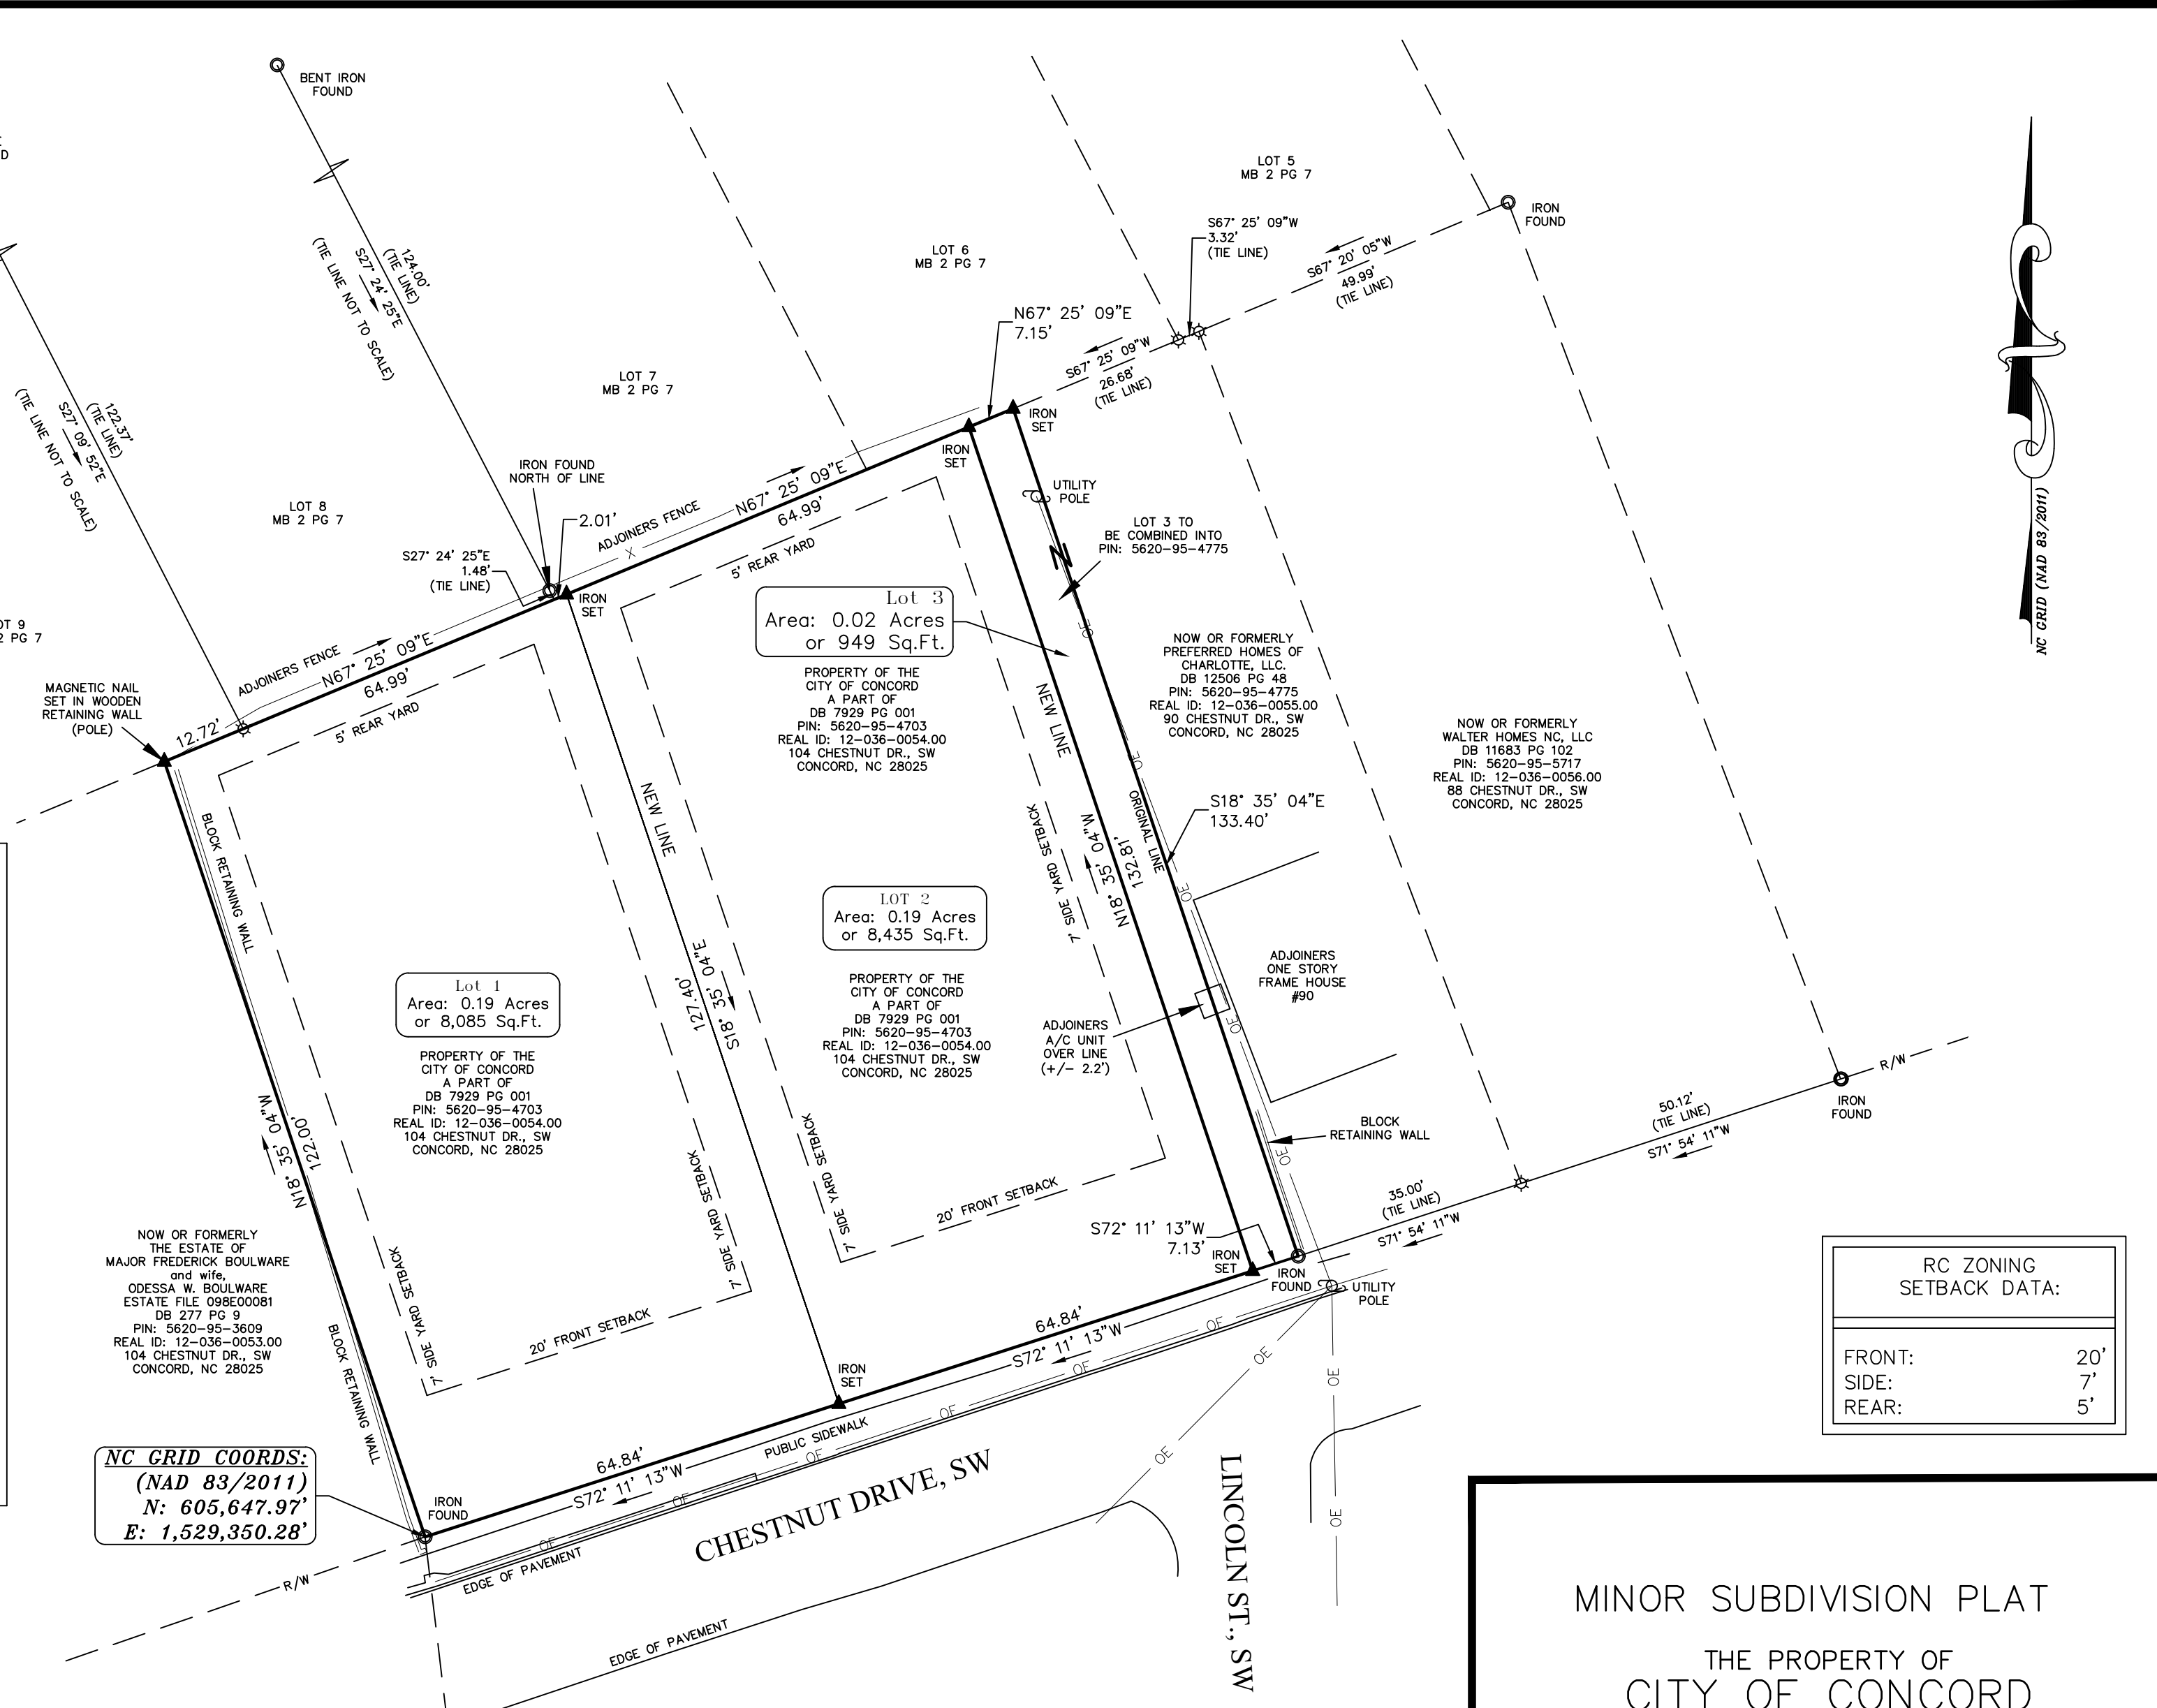 BENT IRON
FOUND
D
124.00'
(TIE LINE)
S27° 24' 25"E
(TIE LINE NOT TO SCALE)
122.37'
(TIE LINE)
S27° 09' 52"E
(TIE LINE NOT TO SCALE)
LOT 5
MB 2 PG 7
LOT 6
MB 2 PG 7
LOT 7
MB 2 PG 7
LOT 8
MB 2 PG 7
OT 9
2 PG 7
S67° 25' 09"W
3.32'
(TIE LINE)
S67° 20' 05"W
49.99'
(TIE LINE)
IRON
FOUND
N67° 25' 09"E
7.15'
S67° 25' 09"W
26.68'
(TIE LINE)
IRON
SET
IRON
SET
UTILITY
POLE
LOT 3 TO
BE COMBINED INTO
PIN: 5620-95-4775
IRON FOUND
NORTH OF LINE
2.01'
S27° 24' 25"E
1.48'
(TIE LINE)
IRON
SET
ADJOINERS FENCE
X
N67° 25' 09"E
64.99'
5' REAR YARD
ADJOINERS FENCE
N67° 25' 09"E
64.99'
5' REAR YARD
12.72'
MAGNETIC NAIL
SET IN WOODEN
RETAINING WALL
(POLE)
Lot 3
Area: 0.02 Acres
or 949 Sq.Ft.
PROPERTY OF THE
CITY OF CONCORD
A PART OF
DB 7929 PG 001
PIN: 5620-95-4703
REAL ID: 12-036-0054.00
104 CHESTNUT DR., SW
CONCORD, NC 28025
NOW OR FORMERLY
PREFERRED HOMES OF
CHARLOTTE, LLC.
DB 12506 PG 48
PIN: 5620-95-4775
REAL ID: 12-036-0055.00
90 CHESTNUT DR., SW
CONCORD, NC 28025
NOW OR FORMERLY
WALTER HOMES NC, LLC
DB 11683 PG 102
PIN: 5620-95-5717
REAL ID: 12-036-0056.00
88 CHESTNUT DR., SW
CONCORD, NC 28025
NC GRID (NAD 83/2011)
NEW LINE
NEW LINE
ORIGINAL LINE
S18° 35' 04"E
133.40'
N18° 35' 04"W
132.81'
7' SIDE YARD SETBACK
BLOCK RETAINING WALL
LOT 2
Area: 0.19 Acres
or 8,435 Sq.Ft.
PROPERTY OF THE
CITY OF CONCORD
A PART OF
DB 7929 PG 001
PIN: 5620-95-4703
REAL ID: 12-036-0054.00
104 CHESTNUT DR., SW
CONCORD, NC 28025
Lot 1
Area: 0.19 Acres
or 8,085 Sq.Ft.
PROPERTY OF THE
CITY OF CONCORD
A PART OF
DB 7929 PG 001
PIN: 5620-95-4703
REAL ID: 12-036-0054.00
104 CHESTNUT DR., SW
CONCORD, NC 28025
S18° 35' 04"E
127.40'
ADJOINERS
ONE STORY
FRAME HOUSE
#90
ADJOINERS
A/C UNIT
OVER LINE
(+/- 2.2')
BLOCK
RETAINING WALL
OE
OE
OE
OE
OE
N18° 35' 04"W
122.00'
7' SIDE YARD SETBACK
7' SIDE YARD SETBACK
7' SIDE YARD SETBACK
20' FRONT SETBACK
20' FRONT SETBACK
BLOCK RETAINING WALL
R/W
IRON
FOUND
50.12'
(TIE LINE)
S71° 54' 11"W
35.00'
(TIE LINE)
S71° 54' 11"W
S72° 11' 13"W
7.13'
IRON
SET
IRON
FOUND
UTILITY
POLE
NOW OR FORMERLY
THE ESTATE OF
MAJOR FREDERICK BOULWARE
and wife,
ODESSA W. BOULWARE
ESTATE FILE 098E00081
DB 277 PG 9
PIN: 5620-95-3609
REAL ID: 12-036-0053.00
104 CHESTNUT DR., SW
CONCORD, NC 28025
RC ZONING
SETBACK DATA:
FRONT: 20'
SIDE: 7'
REAR: 5'
64.84'
S72° 11' 13"W
IRON
SET
PUBLIC SIDEWALK
64.84'
S72° 11' 13"W
OE
OE
OE
OE
OE
OE
OE
OE
OE
OE
NC GRID COORDS:
(NAD 83/2011)
N: 605,647.97'
E: 1,529,350.28'
IRON
FOUND
R/W
EDGE OF PAVEMENT
CHESTNUT DRIVE, SW
LINCOLN ST., SW
EDGE OF PAVEMENT
MINOR SUBDIVISION PLAT
THE PROPERTY OF
CITY OF CONCORD